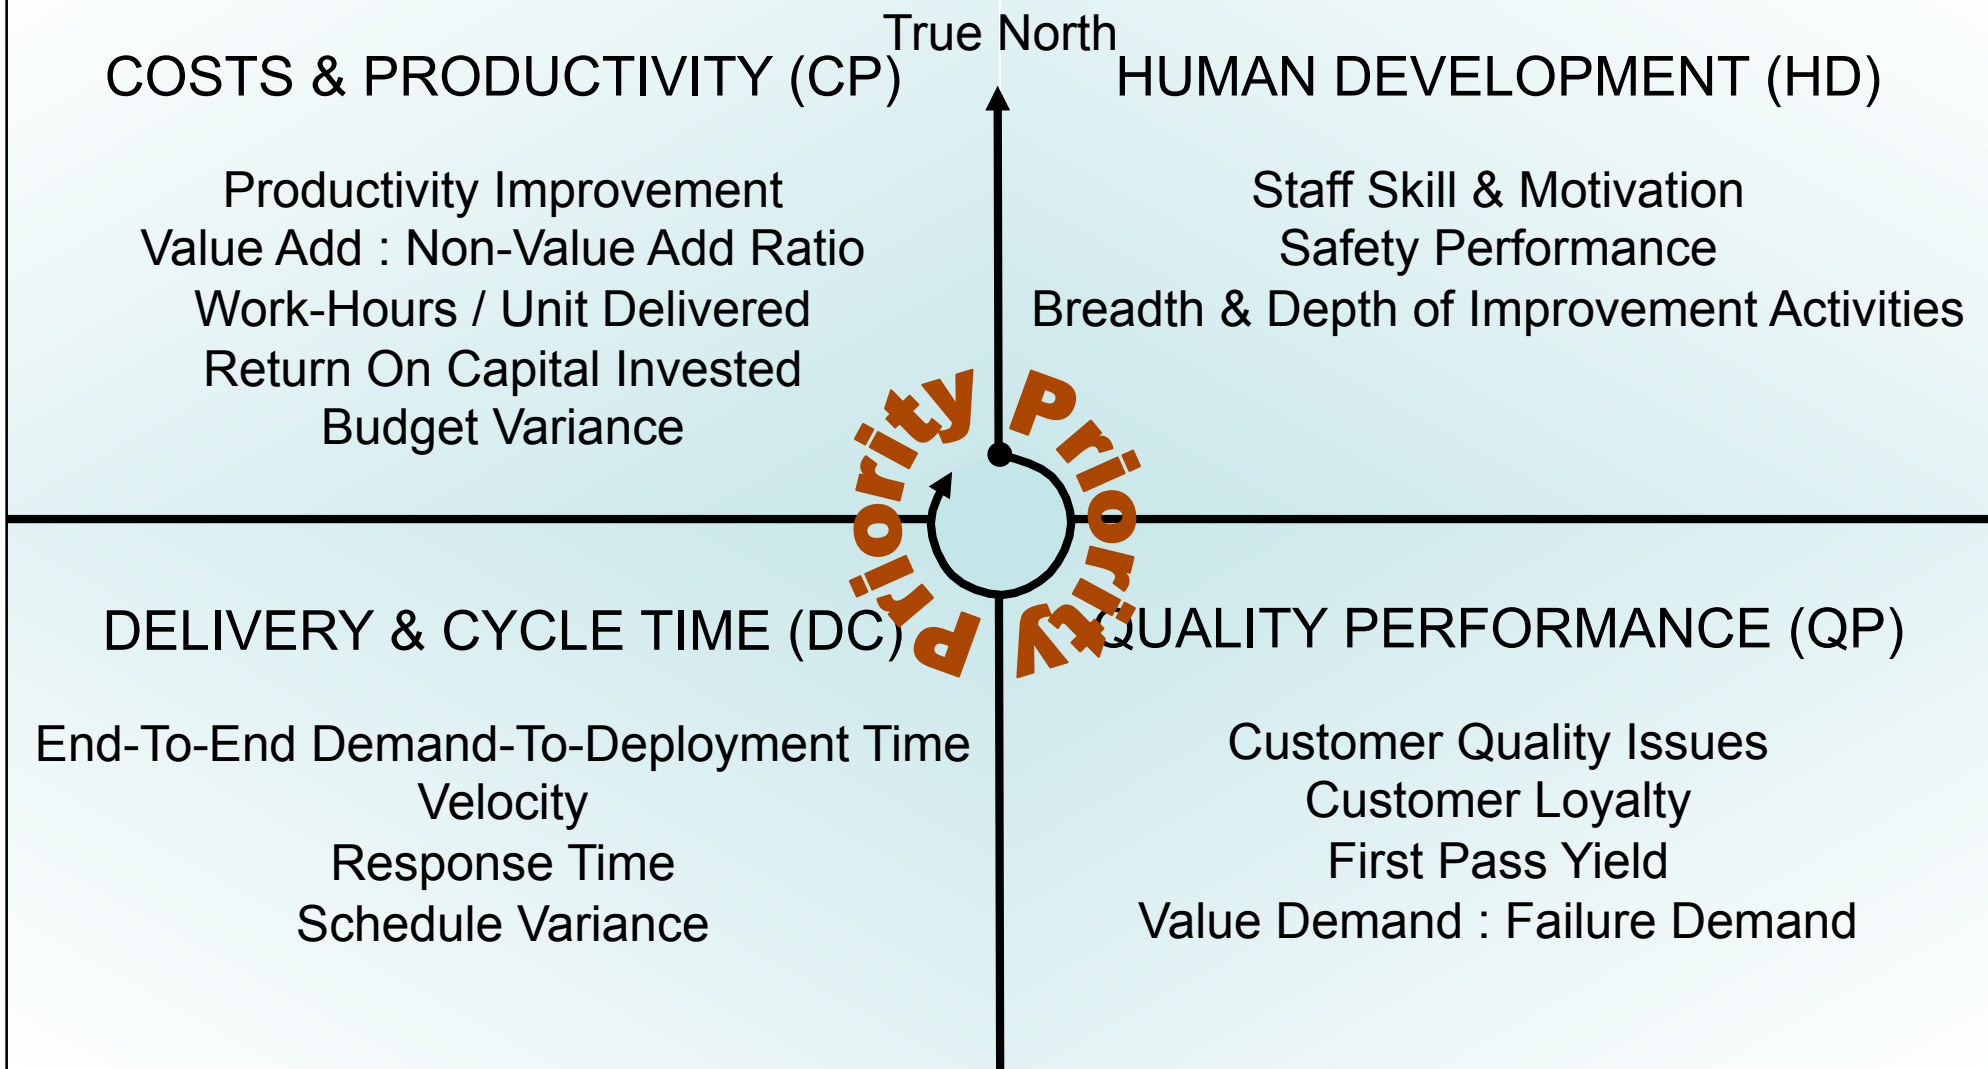 True North
COSTS & PRODUCTIVITY (CP)
Productivity Improvement
Value Add : Non-Value Add Ratio
Work-Hours / Unit Delivered
Return On Capital Invested
Budget Variance
HUMAN DEVELOPMENT (HD)
Staff Skill & Motivation
Safety Performance
Breadth & Depth of Improvement Activities
Priority
Priority
DELIVERY & CYCLE TIME (DC)
End-To-End Demand-To-Deployment Time
Velocity
Response Time
Schedule Variance
QUALITY PERFORMANCE (QP)
Customer Quality Issues
Customer Loyalty
First Pass Yield
Value Demand : Failure Demand